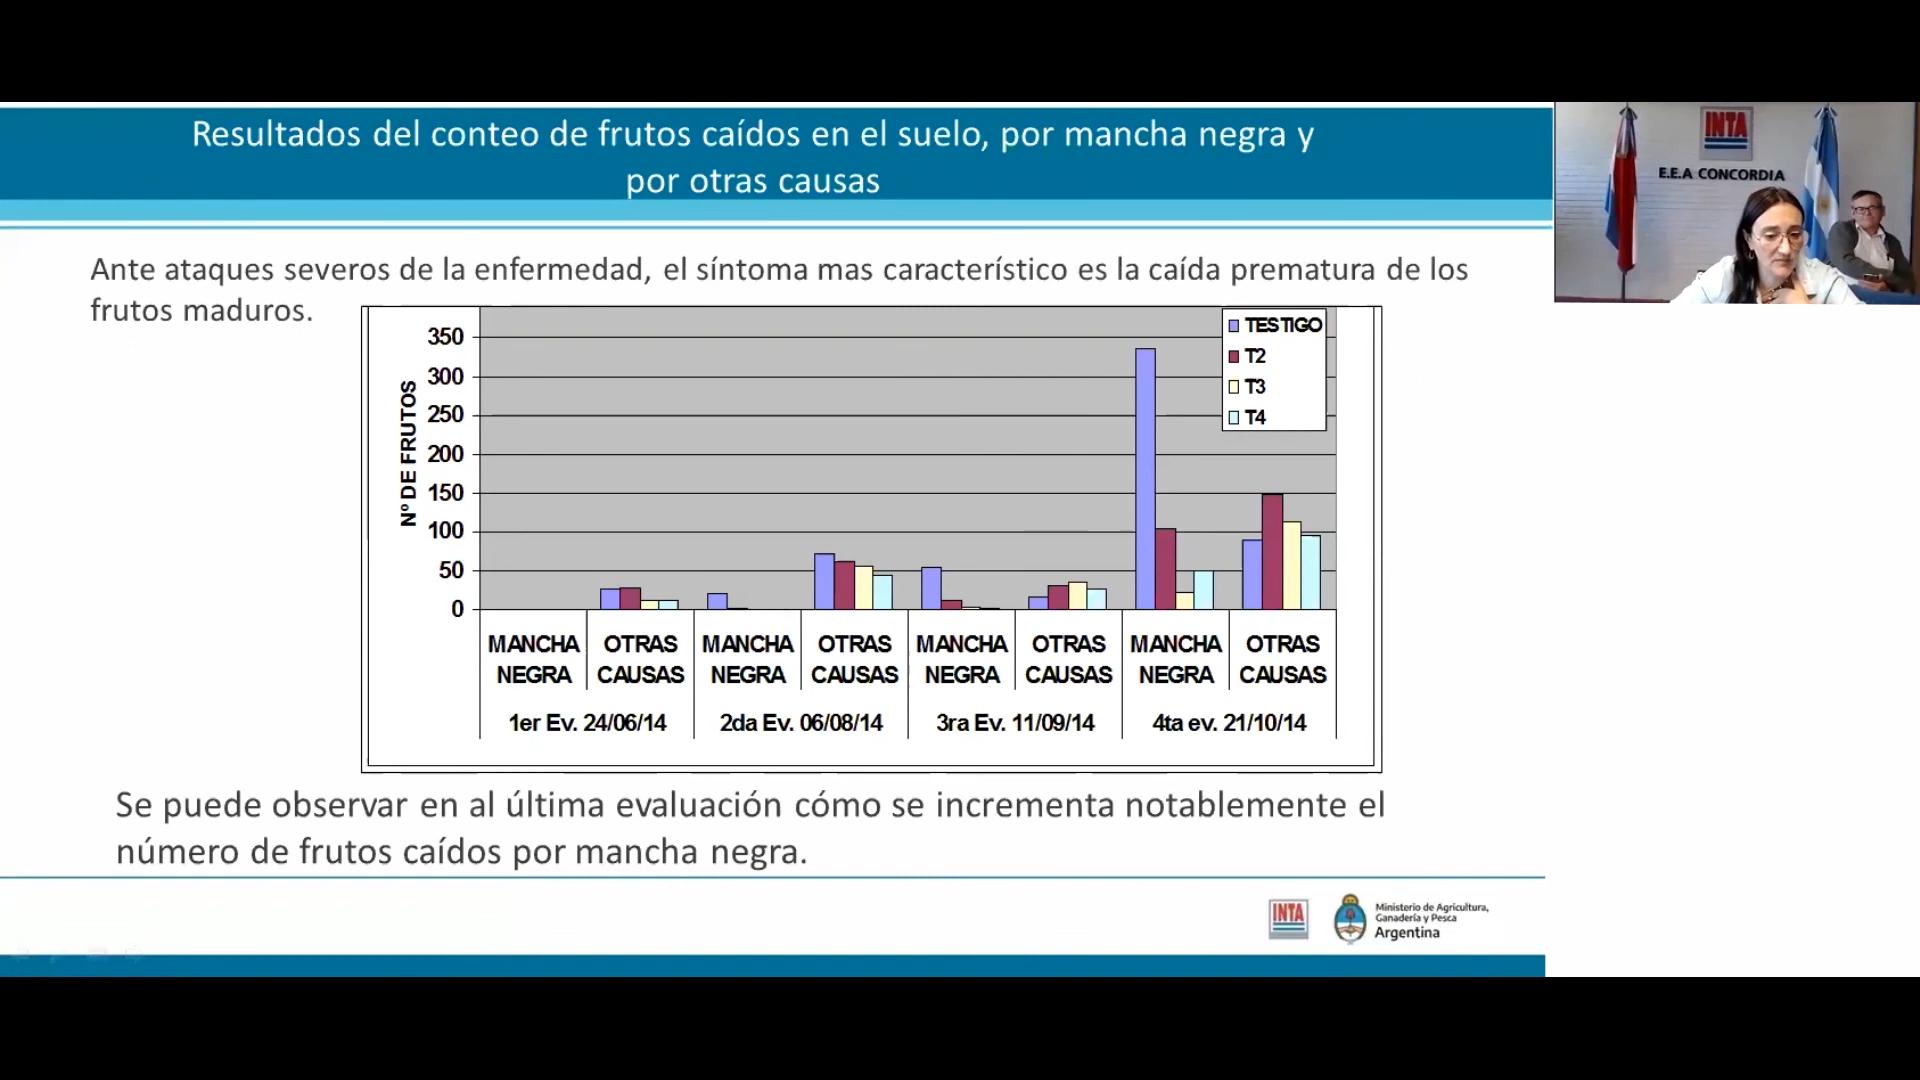 Resultados del conteo de frutos caídos en el suelo, por mancha negra y
por otras causas
INTA
E.E.A CONCORDIA
Ante ataques severos de la enfermedad, el síntoma mas característico es la caída prematura de los
frutos maduros.
Nº DE FRUTOS
350
300
250
200
150
100
50
0
TESTIGO
T2
T3
T4
MANCHA OTRAS MANCHA OTRAS MANCHA OTRAS MANCHA OTRAS
NEGRA CAUSAS NEGRA CAUSAS NEGRA CAUSAS NEGRA CAUSAS
1er Ev. 24/06/14 2da Ev. 06/08/14 3ra Ev. 11/09/14 4ta ev. 21/10/14
Se puede observar en al última evaluación cómo se incrementa notablemente el
número de frutos caídos por mancha negra.
INTA
Ministerio de Agricultura,
Ganadería y Pesca
Argentina